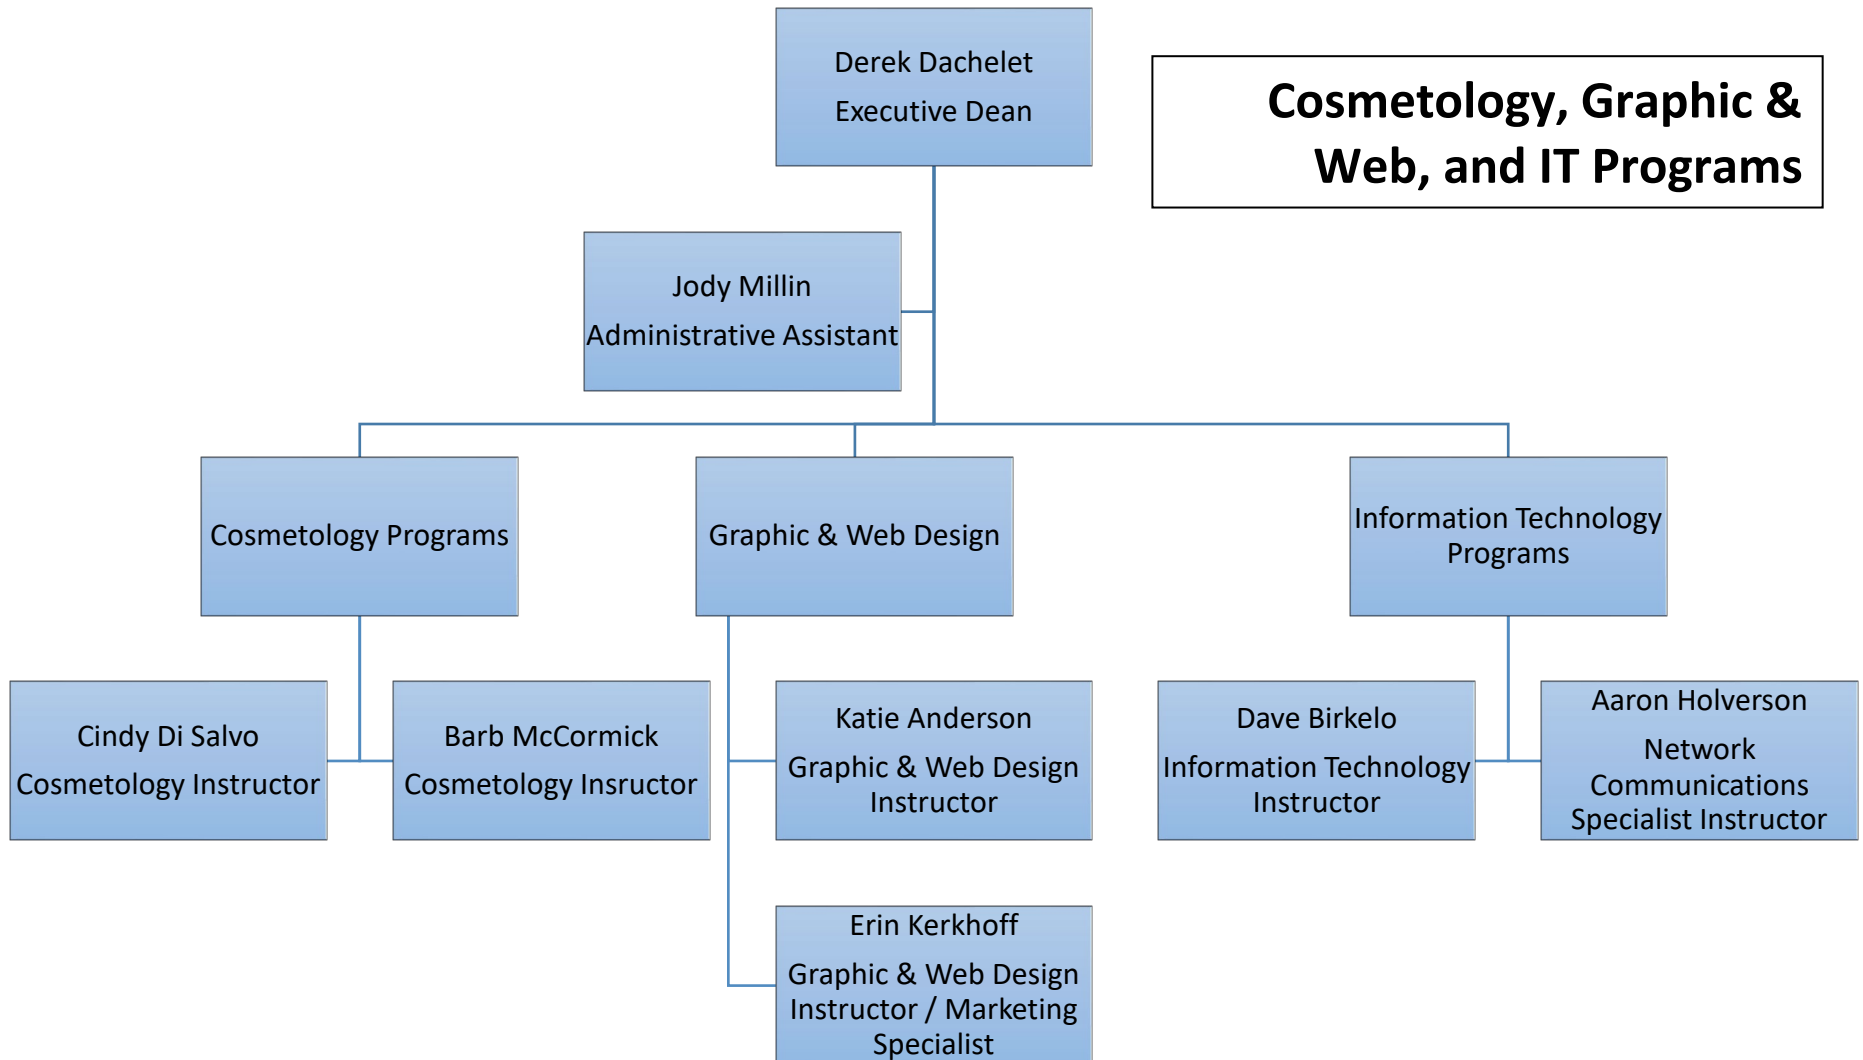 Derek Dachelet
Executive Dean
Cosmetology, Graphic &
Web, and IT Programs
Jody Millin
Administrative Assistant
Cosmetology Programs
Graphic & Web Design
Information Technology
Programs
Cindy Di Salvo
Cosmetology Instructor
Barb McCormick
Cosmetology Insructor
Katie Anderson
Graphic & Web Design
Instructor
Dave Birkelo
Information Technology
Instructor
Aaron Holverson
Network
Communications
Specialist Instructor
Erin Kerkhoff
Graphic & Web Design
Instructor / Marketing
Specialist